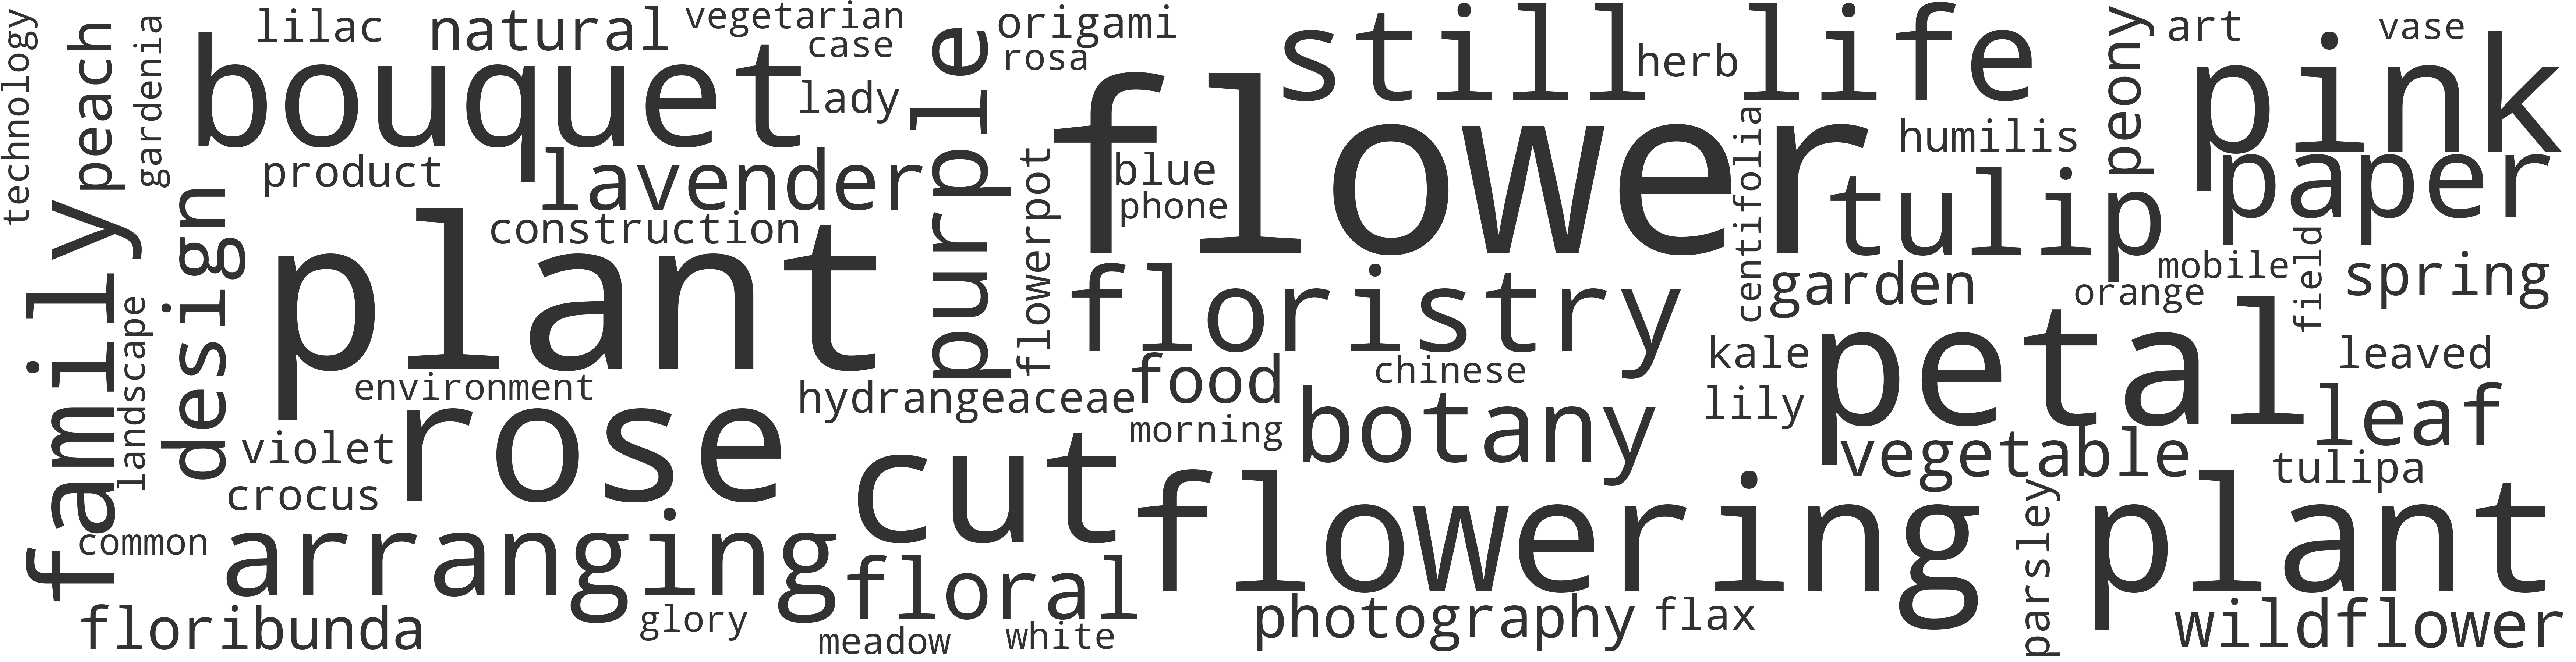 technology
peach
gardenia
lilac
natural
vegetarian
case
bouquet
lady
purple
origami
rosa
still life
herb
peony
art
vase
pink
flower
product
lavender
blue
phone
flowerpot
centifolia
humilis
tulip
paper
family
design
construction
plant
floristry
garden
mobile
orange
field
spring
landscape
environment
hydrangeaceae
food
chinese
kale
petal
leaved
rose
morning
botany
lily
leaf
violet
crocus
cut
vegetable
tulipa
common
arranging
flowering plant
parsley
floribunda
glory
floral
meadow
white
photography
flax
wildflower